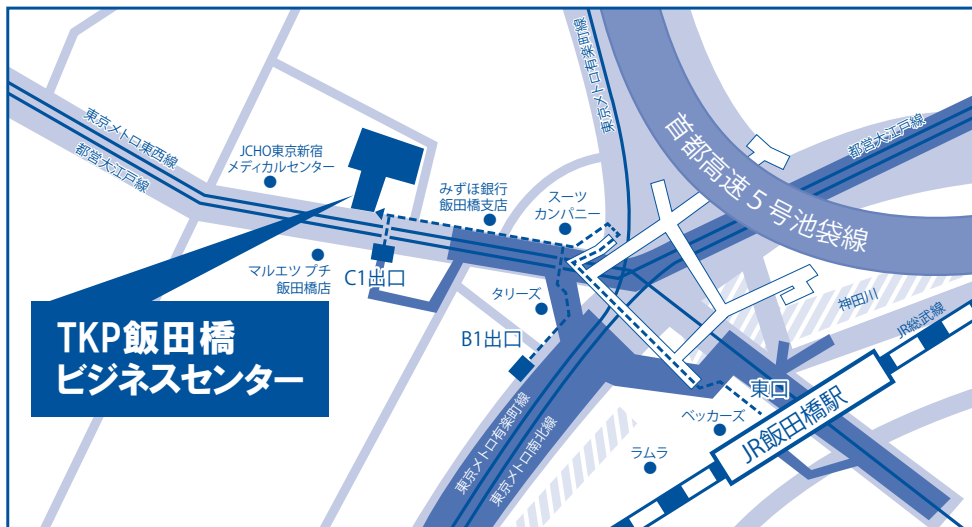 東京メトロ有楽町線
首都高速5号池袋線
都営大江戸線
東京メトロ東西線
都営大江戸線
JCHO東京新宿
メディカルセンター
みずほ銀行
飯田橋支店
スーツ
カンパニー
マルエツ プチ
飯田橋店
C1出口
タリーズ
B1出口
神田川
JR総武線
TKP飯田橋
ビジネスセンター
東口
JR飯田橋駅
ベッカーズ
ラムラ
東京メトロ有楽町線
東京メトロ南北線